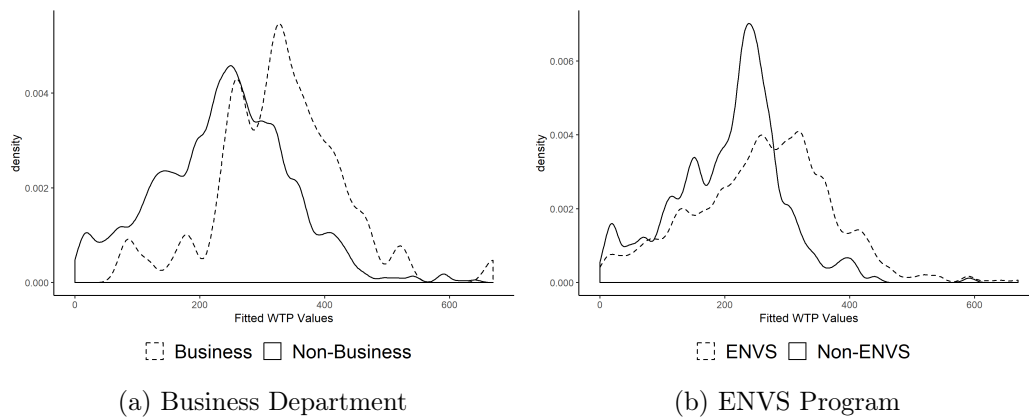 density
0.004
0.002
0.000
0 200 400 600
Fitted WTP Values
Business Non-Business
(a) Business Department
density
0.006
0.004
0.002
0.000
0 200 400 600
Fitted WTP Values
ENVS Non-ENVS
(b) ENVS Program